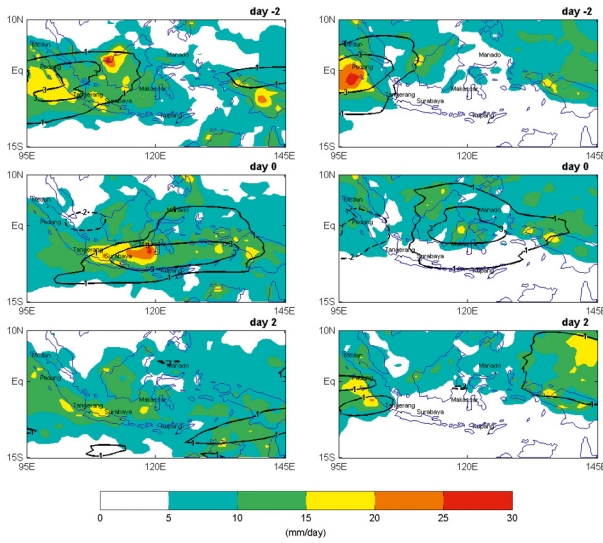 day -2
10N
Medan
Manado
Padang
Eq
Tangerang
Makassar
Surabaya
Kupang
15S
95E
120E
145E
day -2
10N
Medan
Manado
Padang
Eq
Tangerang
Makassar
Surabaya
Kupang
15S
95E
120E
145E
day 0
10N
Medan
Manado
Padang
Eq
Tangerang
Surabaya
Kupang
15S
95E
120E
145E
day 0
10N
Medan
Manado
Padang
Eq
Tangerang
Surabaya
Kupang
15S
95E
120E
145E
day 2
10N
Medan
Manado
Padang
Eq
Tangerang
Makassar
Surabaya
Kupang
15S
95E
120E
145E
day 2
10N
Medan
Manado
Padang
Eq
Tangerang
Makassar
Surabaya
Kupang
15S
95E
120E
145E
0 5 10 15 20 25 30
(mm/day)